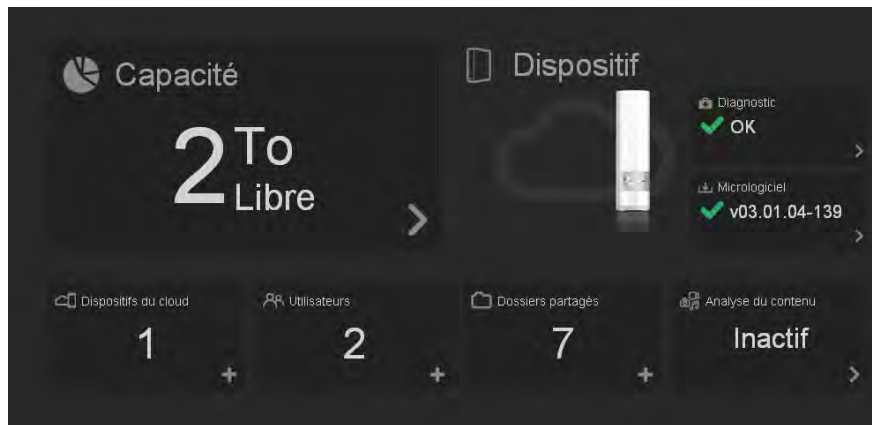 Capacité
2 To
Libre
Dispositif
Diagnostic
OK
Micrologiciel
v03.01.04-139
Dispositifs du cloud
1
Utilisateurs
2
Dossiers partagés
7
Analyse du contenu
Inactif